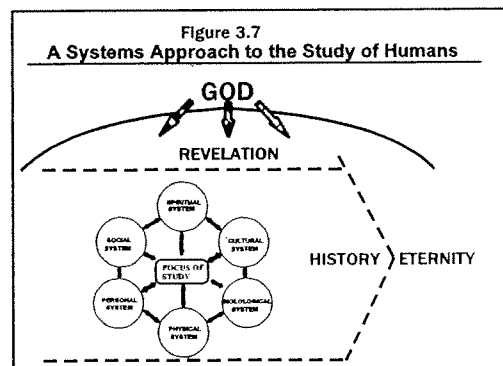 Figure 3.7
A Systems Approach to the Study of Humans
GOD
REVELATION
SPIRITUAL
SYSTEM
SOCIAL
SYSTEM
CULTURAL
SYSTEM
FOCUS OF
STUDY
HISTORY
ETERNITY
PERSONAL
SYSTEM
BIOLOGICAL
SYSTEM
PHYSICAL
SYSTEM